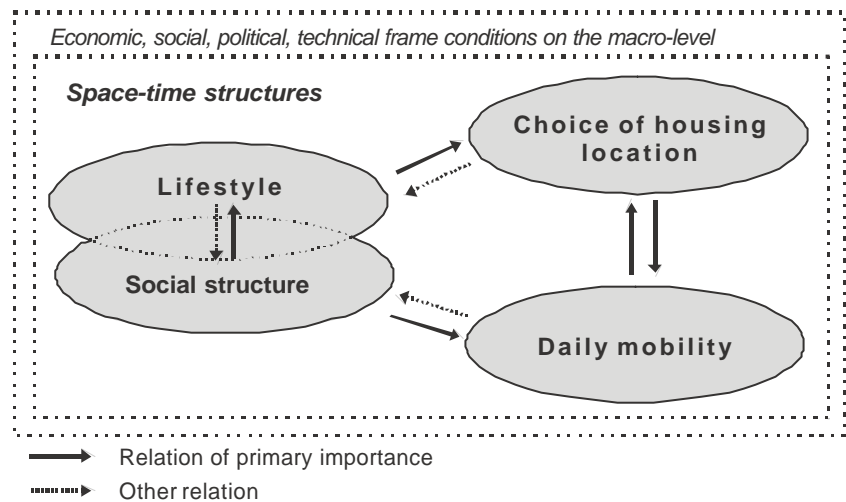 Economic, social, political, technical frame conditions on the macro-level
Space-time structures
Choice of housing
location
Lifestyle
Social structure
Daily mobility
Relation of primary importance
Other relation